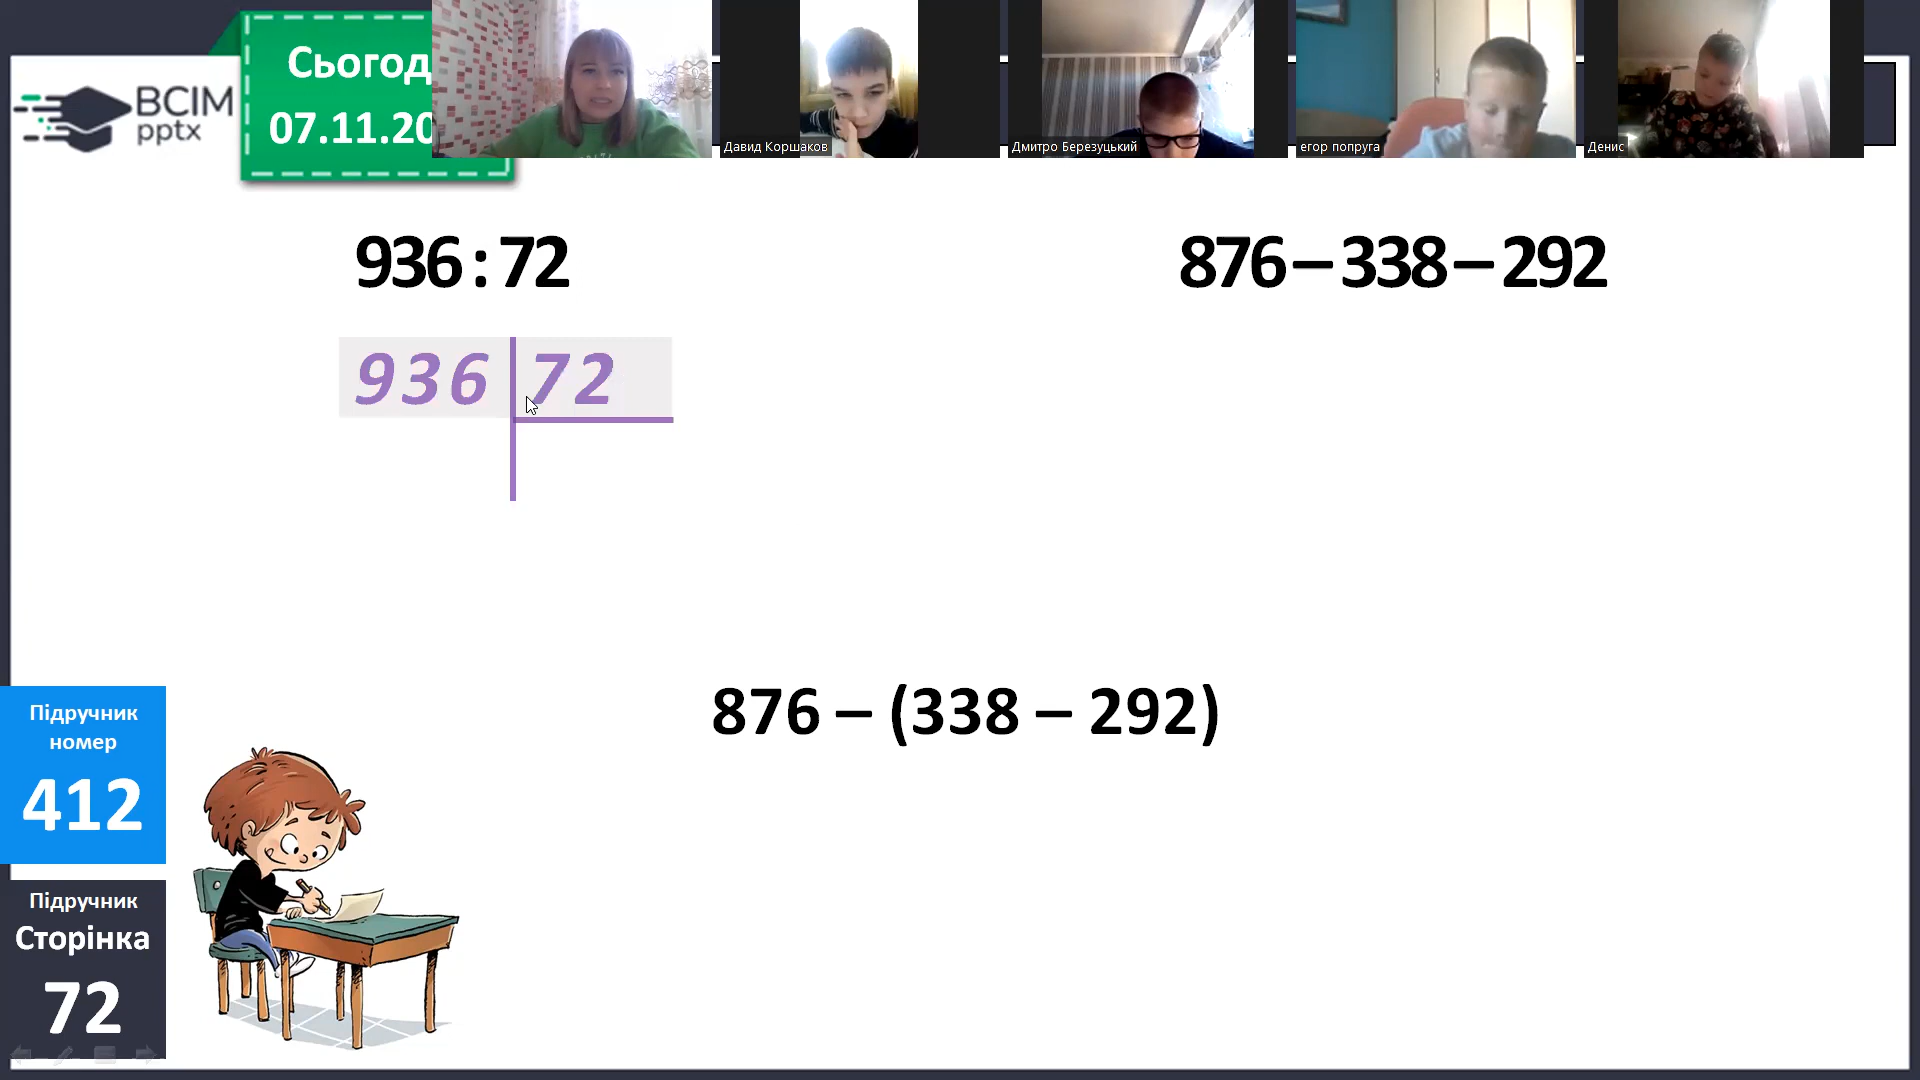 Сьогод
07.11.20
BCIM
pptx
Давид Коршаков
Дмитро Березуцький
егор попруга
Денис
936 : 72
876 – 338 – 292
936 72
876 – (338 – 292)
Підручник
номер
412
Підручник
Сторінка
72